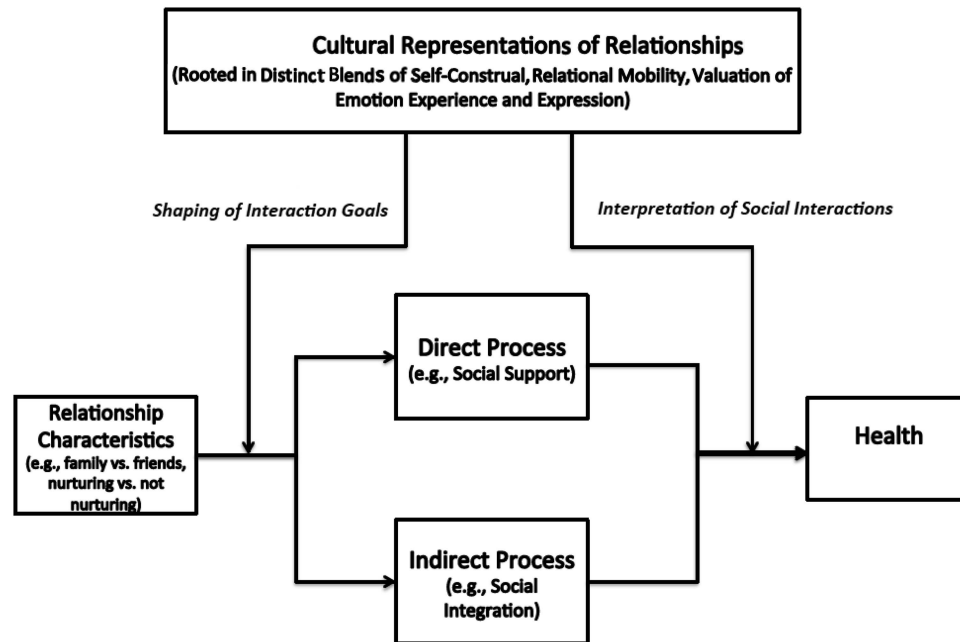 Cultural Representations of Relationships
(Rooted in Distinct Blends of Self-Construal, Relational Mobility, Valuation of
Emotion Experience and Expression)
Shaping of Interaction Goals
Interpretation of Social Interactions
Direct Process
(e.g., Social Support)
Relationship
Characteristics
(e.g., family vs. friends,
nurturing vs. not
nurturing)
Health
Indirect Process
(e.g., Social
Integration)